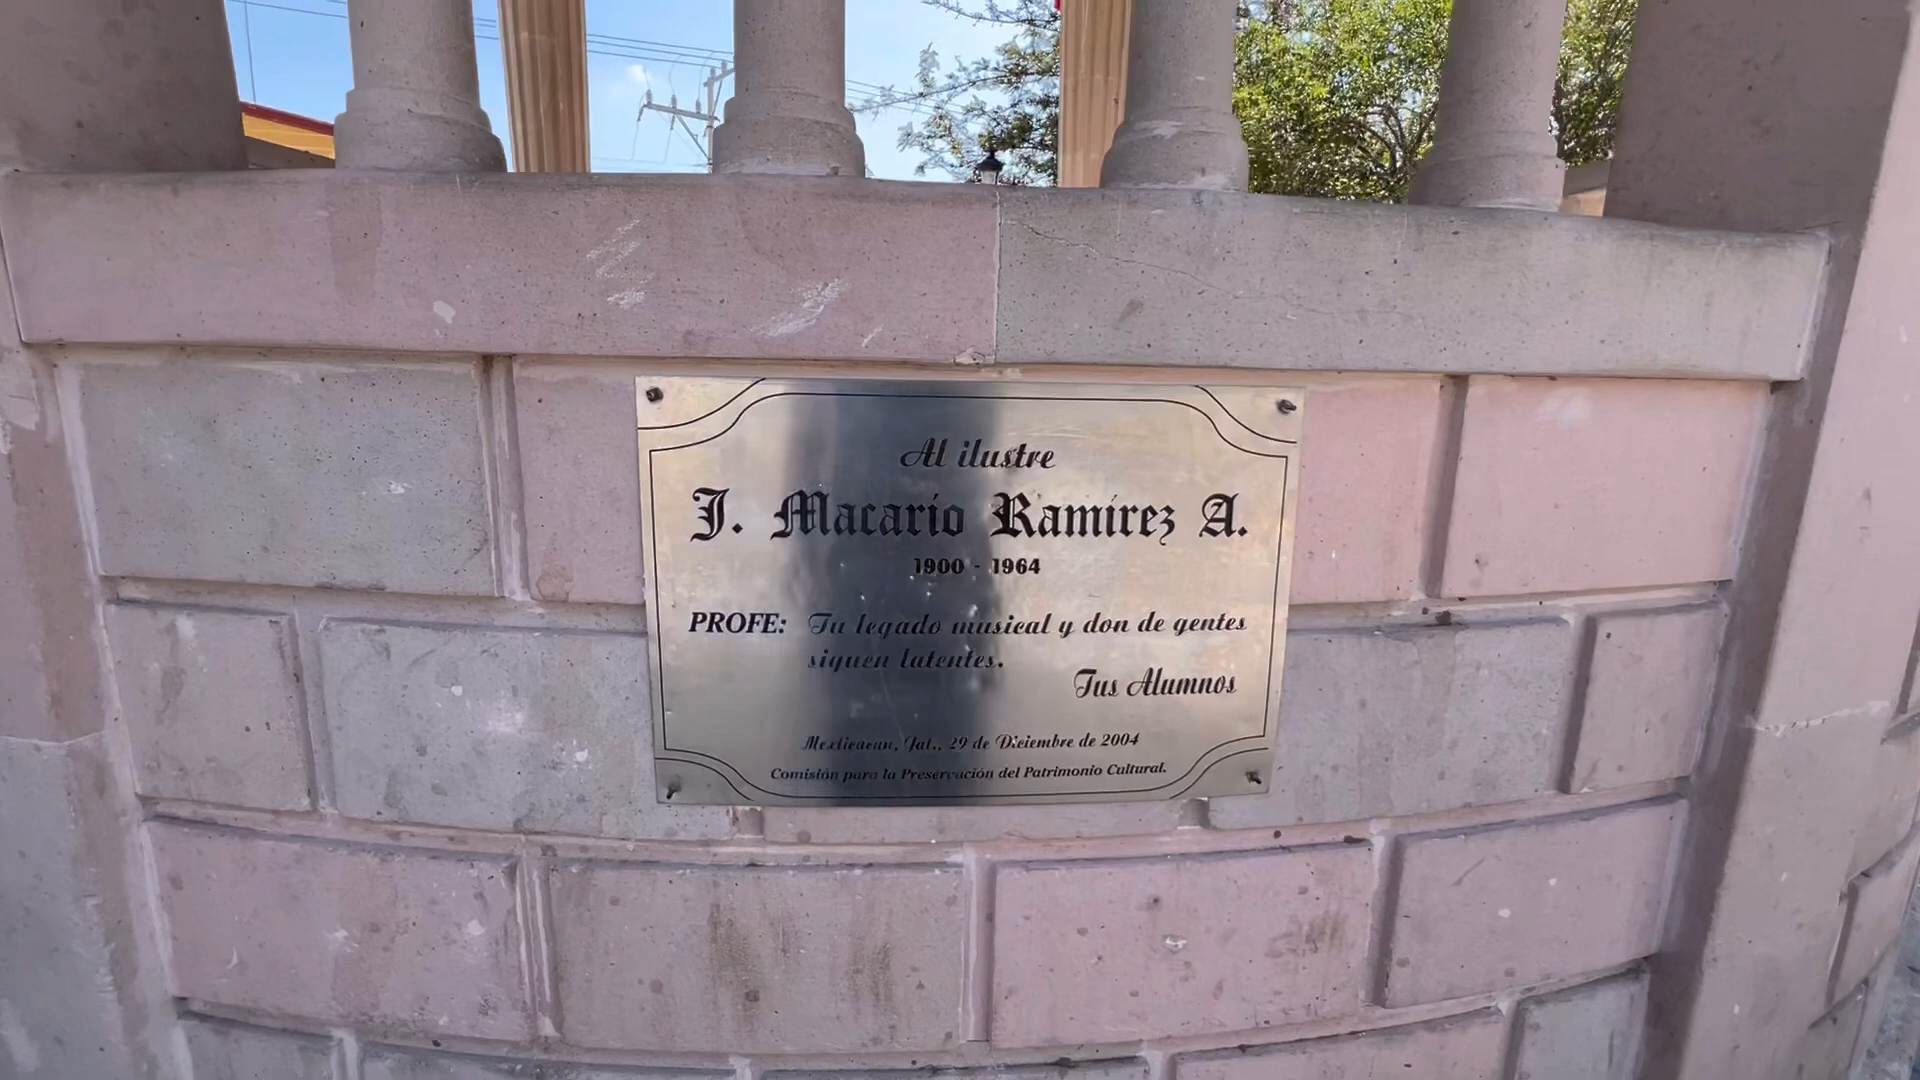 Al ilustre
J. Macario Ramírez A.
1900 - 1964
PROFE: Tu legado musical y don de gentes
siguen latentes.
Tus Alumnos
Mexticacan, Jal., 29 de Diciembre de 2004
Comisión para la Preservación del Patrimonio Cultural.